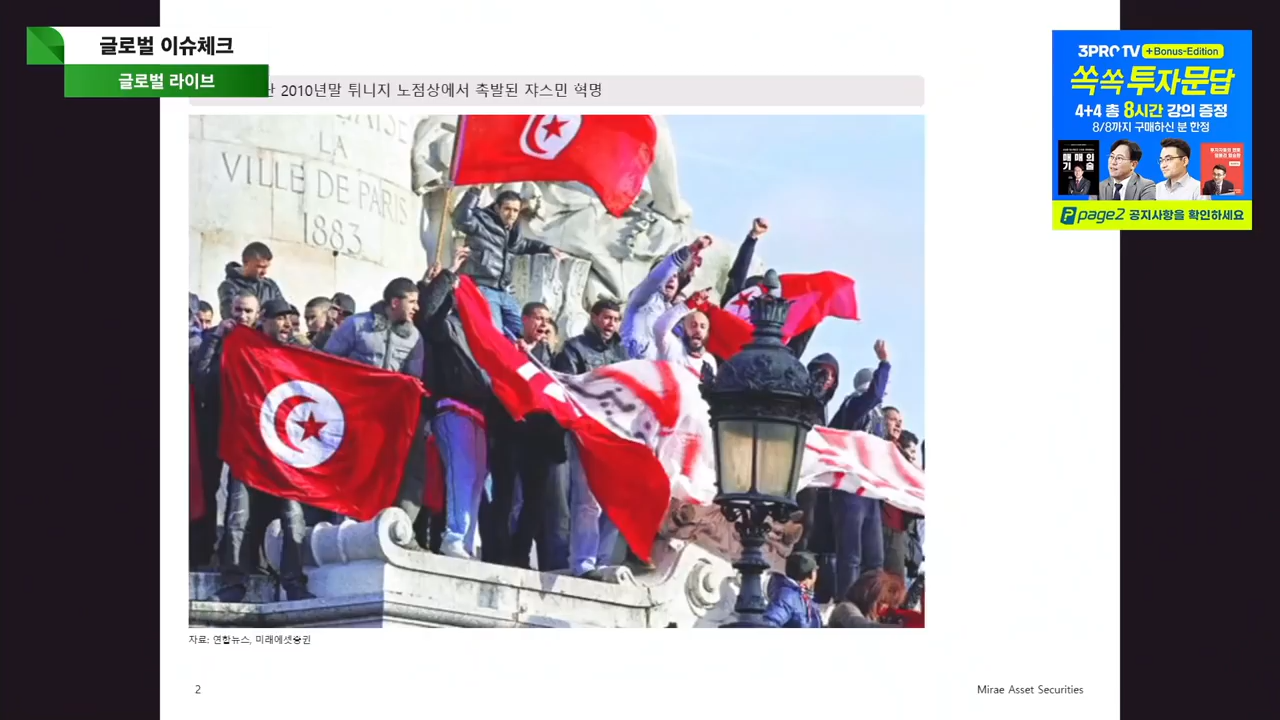 글로벌 이슈체크
글로벌 라이브
2010년말 튀니지 노점상에서 촉발된 쟈스민 혁명
LA
VILLE DE PARIS
1883
자료: 연합뉴스, 미래에셋증권
2
Mirae Asset Securities
3PRO TV +Bonus-Edition
쏙쏙 투자문답
4+4 총 8시간 강의 증정
8/8까지 구매하신 분 한정
매매의
기술
page2 공지사항을 확인하세요